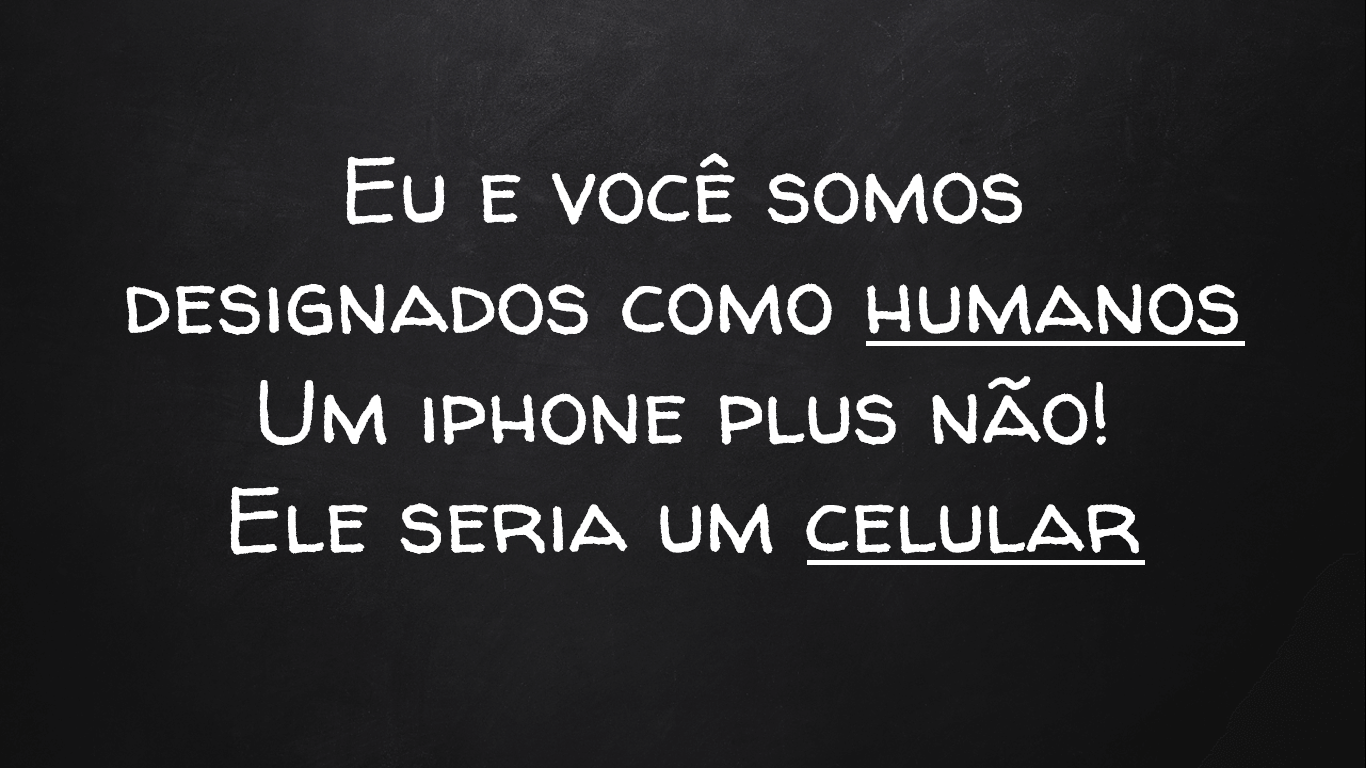 Eu e você somos
designados como humanos
Um iphone plus não!
Ele seria um celular